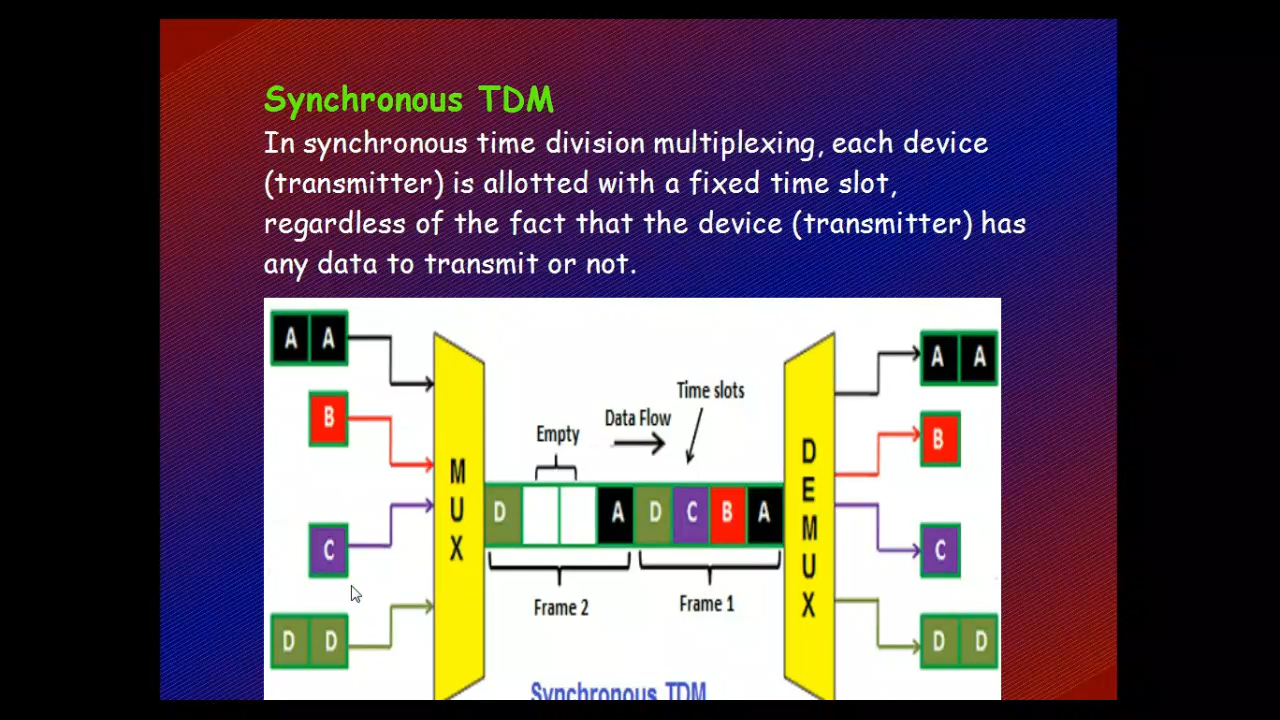 Synchronous TDM
In synchronous time division multiplexing, each device
(transmitter) is allotted with a fixed time slot,
regardless of the fact that the device (transmitter) has
any data to transmit or not.
A A
B
C
D D
MUX
Empty
Data Flow
Time slots
D A D C B A
Frame 2
Frame 1
DEMUX
A A
B
C
D D
Synchronous TDM